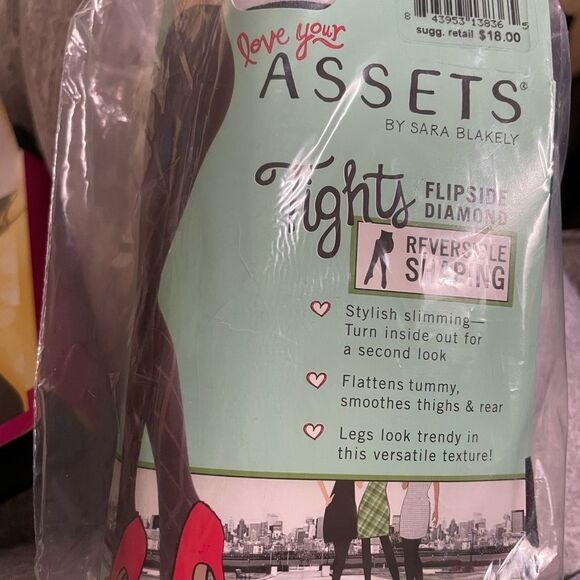 8 43953 13836 5
sugg. retail $18.00
love your
ASSETS®
BY SARA BLAKELY
Tights
FLIPSIDE
DIAMOND
REVERSIBLE
SHAPING
Stylish slimming—
Turn inside out for
a second look
Flattens tummy,
smoothes thighs & rear
Legs look trendy in
this versatile texture!